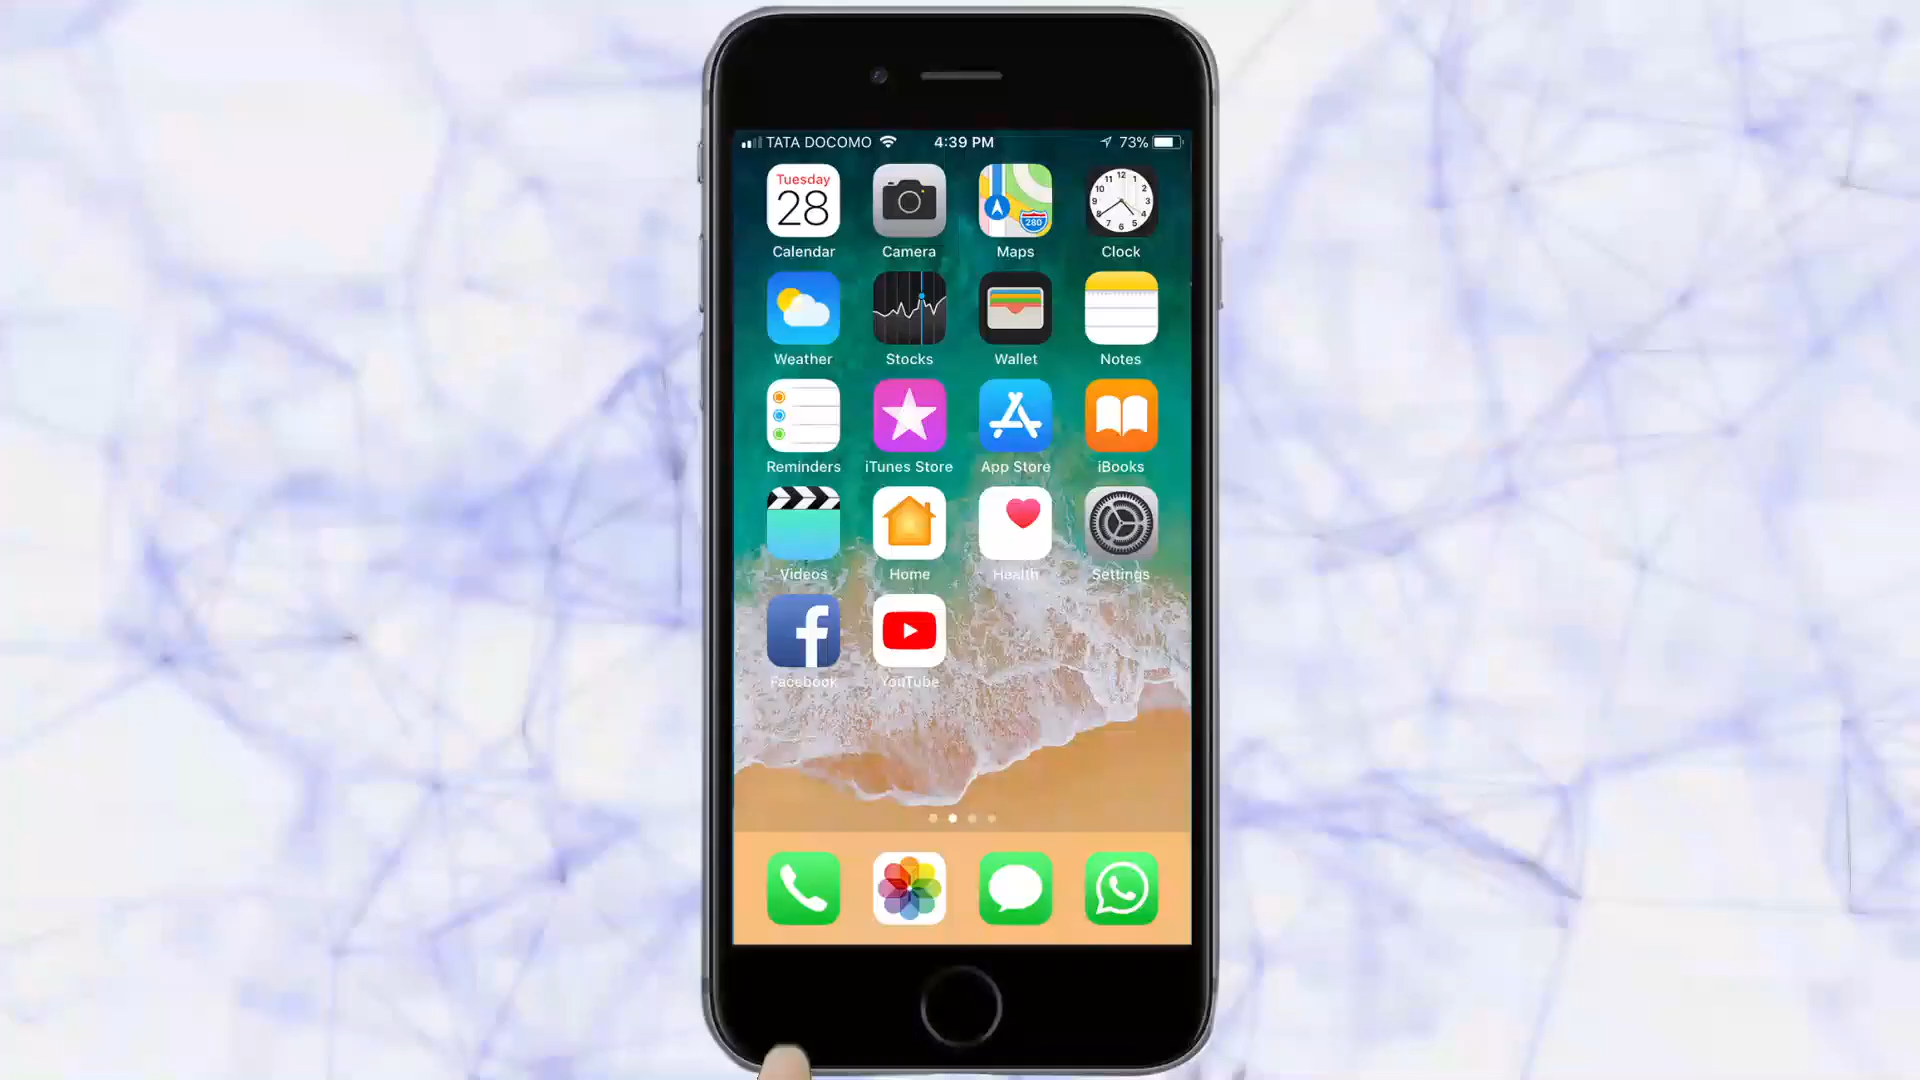 TATA DOCOMO 4:39 PM 73%
Tuesday
28
280
Calendar Camera Maps Clock
Weather Stocks Wallet Notes
Reminders iTunes Store App Store iBooks
Videos Home Health Settings
Facebook YouTube